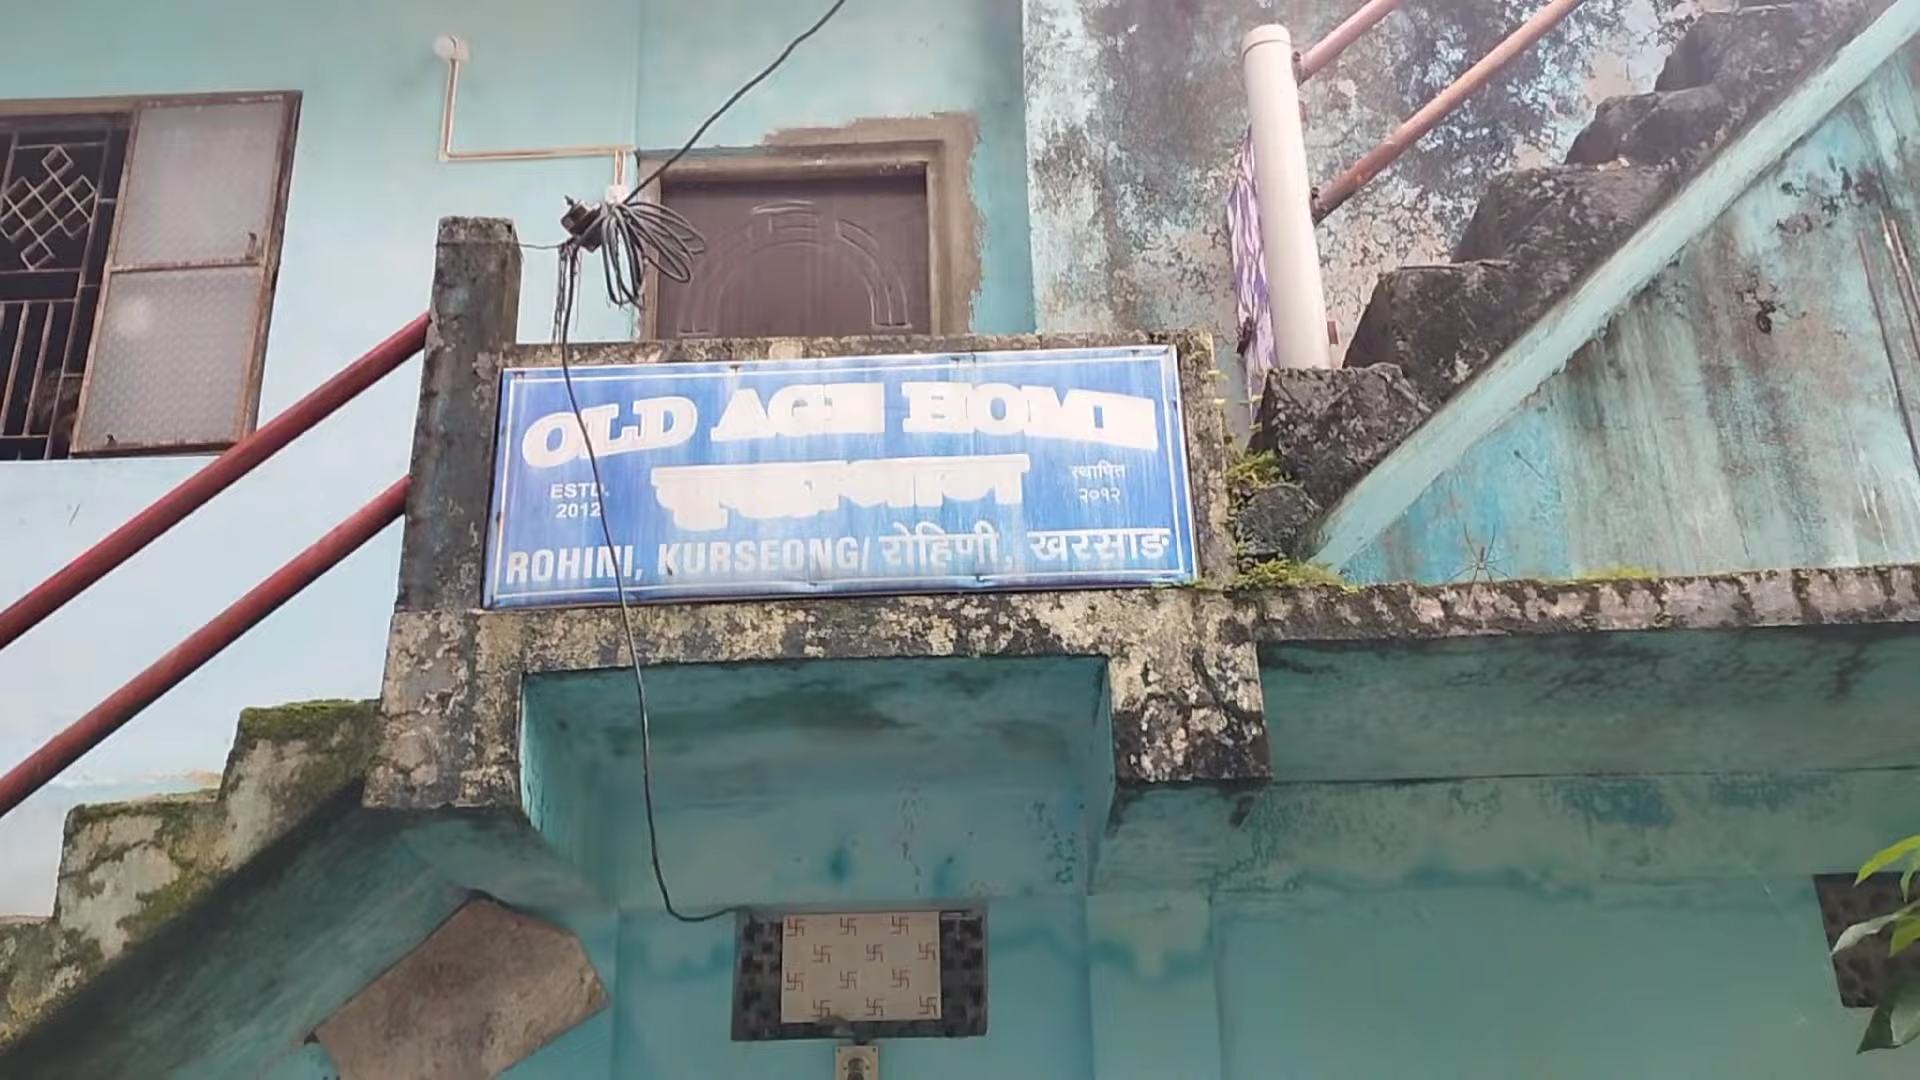 OLD AGE HOME
ESTD. 2012
स्थापित २०१२
ROHINI, KURSEONG/ रोहिणी, खरसाङ